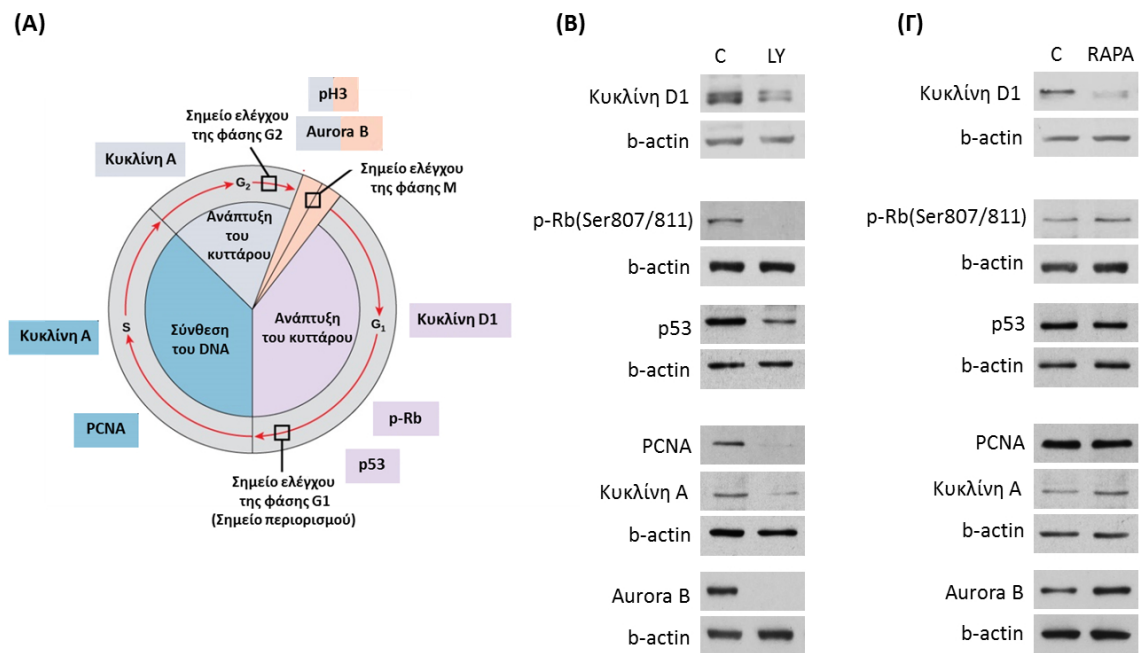 (A)
pH3
Aurora B
Σημείο ελέγχου
της φάσης G2
Κυκλίνη A
Σημείο ελέγχου
της φάσης M
G2
Ανάπτυξη
του
κυττάρου
Κυκλίνη D1
G1
Ανάπτυξη
του κυττάρου
S
Σύνθεση
του DNA
Κυκλίνη A
PCNA
p-Rb
p53
Σημείο ελέγχου
της φάσης G1
(Σημείο περιορισμού)
(B)
C LY
Κυκλίνη D1
b-actin
p-Rb(Ser807/811)
b-actin
p53
b-actin
PCNA
Κυκλίνη A
b-actin
Aurora B
b-actin
(Γ)
C RAPA
Κυκλίνη D1
b-actin
p-Rb(Ser807/811)
b-actin
p53
b-actin
PCNA
Κυκλίνη A
b-actin
Aurora B
b-actin